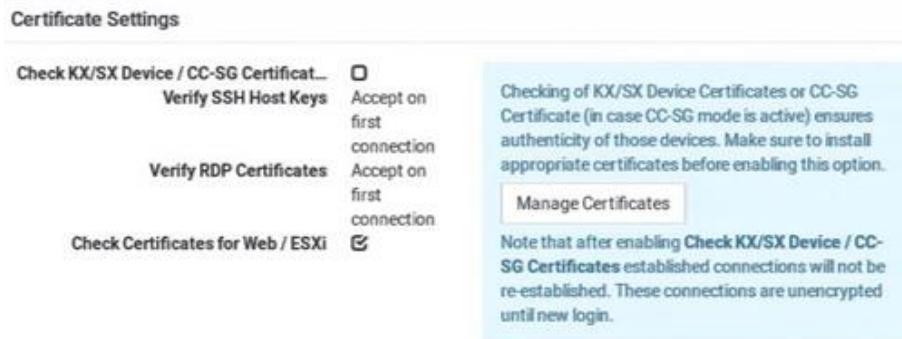 Certificate Settings
Check KX/SX Device / CC-SG Certificat...
Verify SSH Host Keys Accept on
first
connection
Verify RDP Certificates Accept on
first
connection
Check Certificates for Web / ESXi
Checking of KX/SX Device Certificates or CC-SG
Certificate (in case CC-SG mode is active) ensures
authenticity of those devices. Make sure to install
appropriate certificates before enabling this option.
Manage Certificates
Note that after enabling Check KX/SX Device / CC-
SG Certificates established connections will not be
re-established. These connections are unencrypted
until new login.